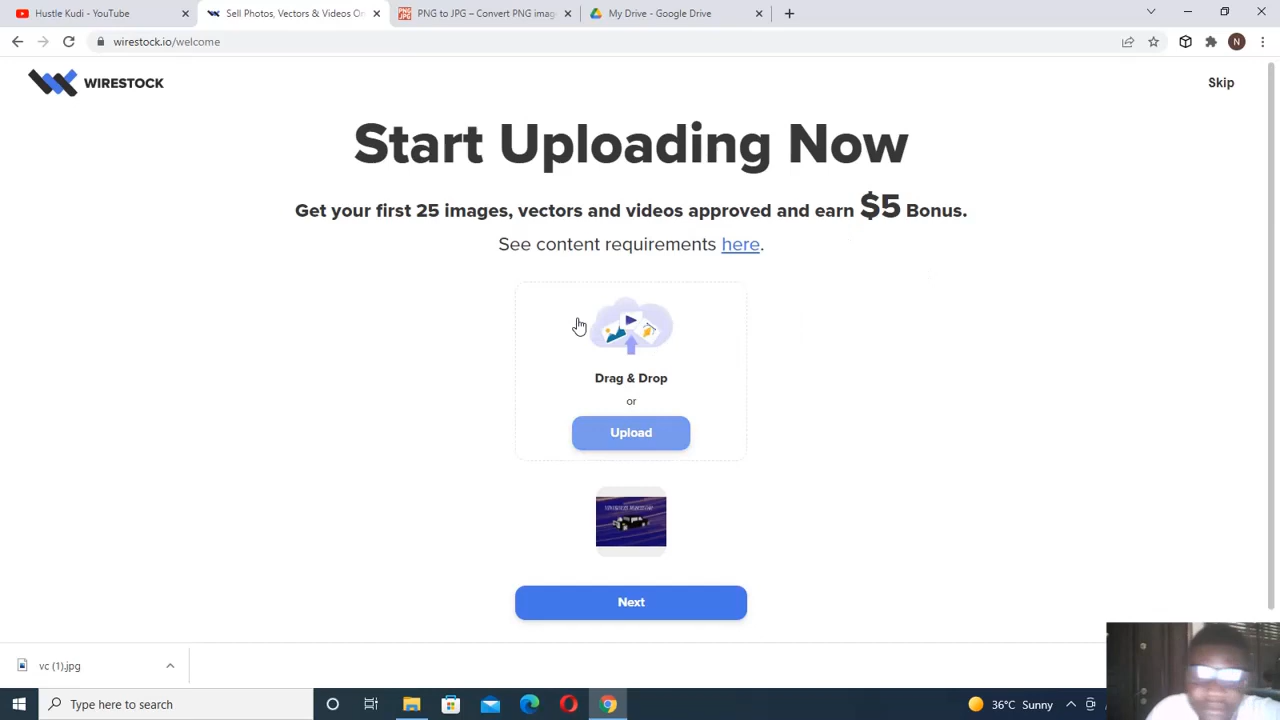 Hustle Kudi - YouTube
Sell Photos, Vectors & Videos On
PNG to JPG – Convert PNG imag
My Drive - Google Drive
wirestock.io/welcome
N
WIRESTOCK
Skip
Start Uploading Now
Get your first 25 images, vectors and videos approved and earn $5 Bonus.
See content requirements here.
Drag & Drop
or
Upload
Next
vc (1).jpg
Type here to search
36°C Sunny